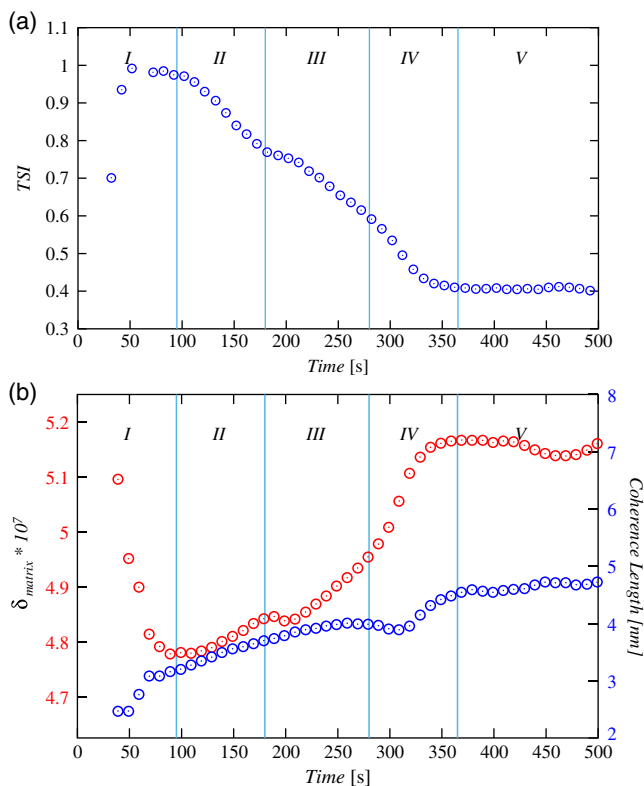 (a)
I II III IV V
1.1
1
0.9
0.8
0.7
0.6
0.5
0.4
0.3
TSI
0 50 100 150 200 250 300 350 400 450 500
Time [s]
(b)
I II III IV V
5.2
5.1
5
4.9
4.8
4.7
δmatrix * 10⁷
8
7
6
5
4
3
2
Coherence Length [nm]
0 50 100 150 200 250 300 350 400 450 500
Time [s]